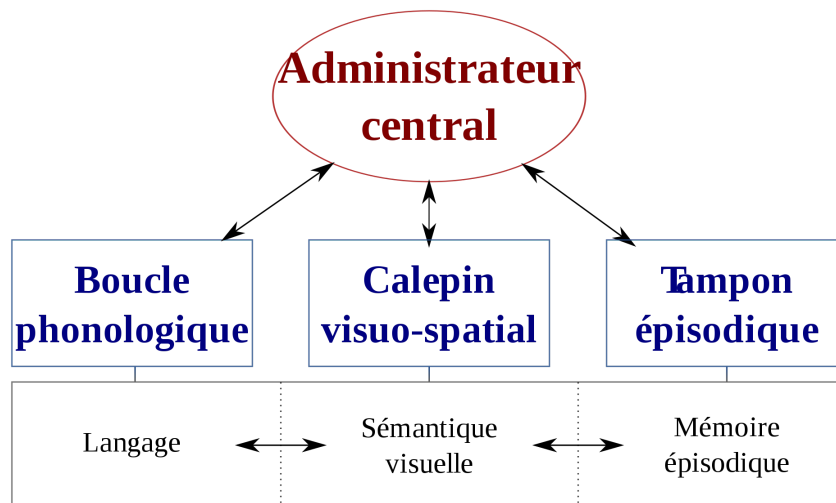 Administrateur
central
Boucle
phonologique
Calepin
visuo-spatial
Tampon
épisodique
Langage
Sémantique
visuelle
Mémoire
épisodique